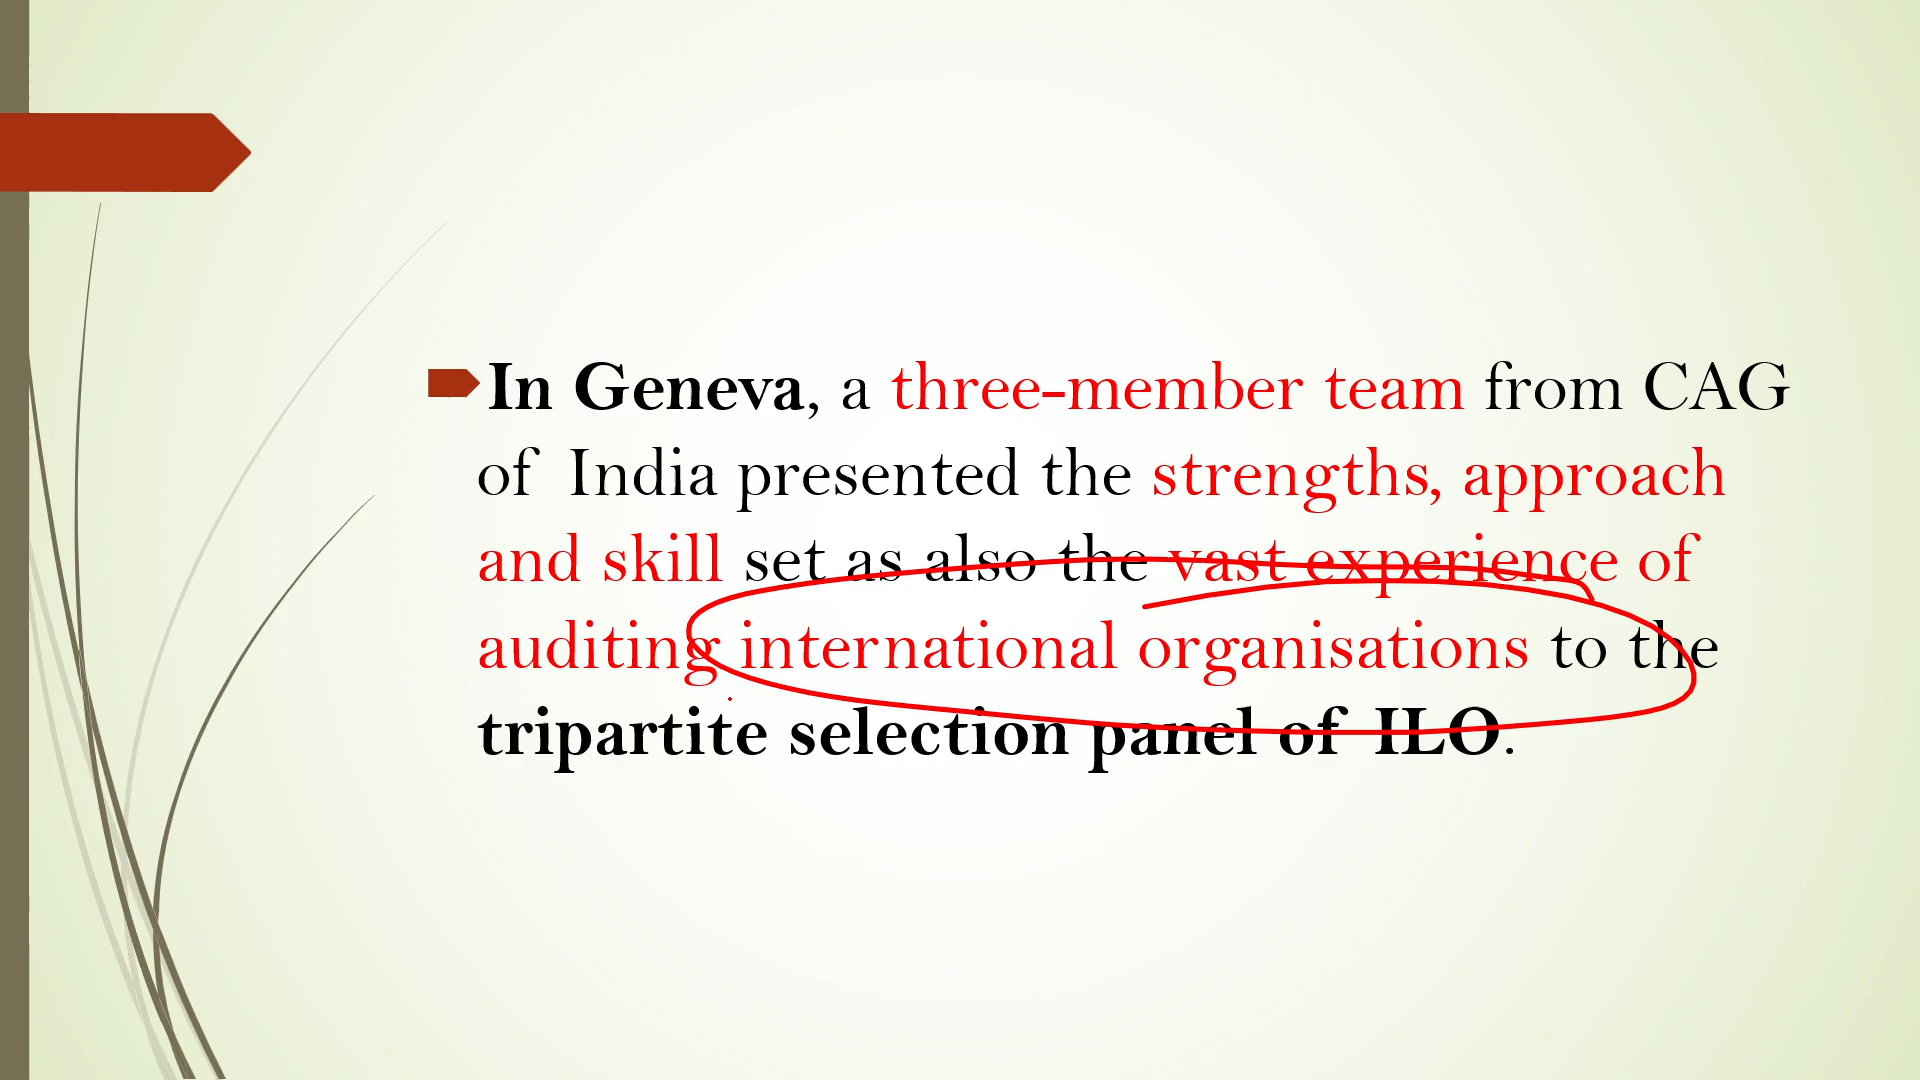 In Geneva, a three-member team from CAG
of India presented the strengths, approach
and skill set as also the vast experience of
auditing international organisations to the
tripartite selection panel of ILO.